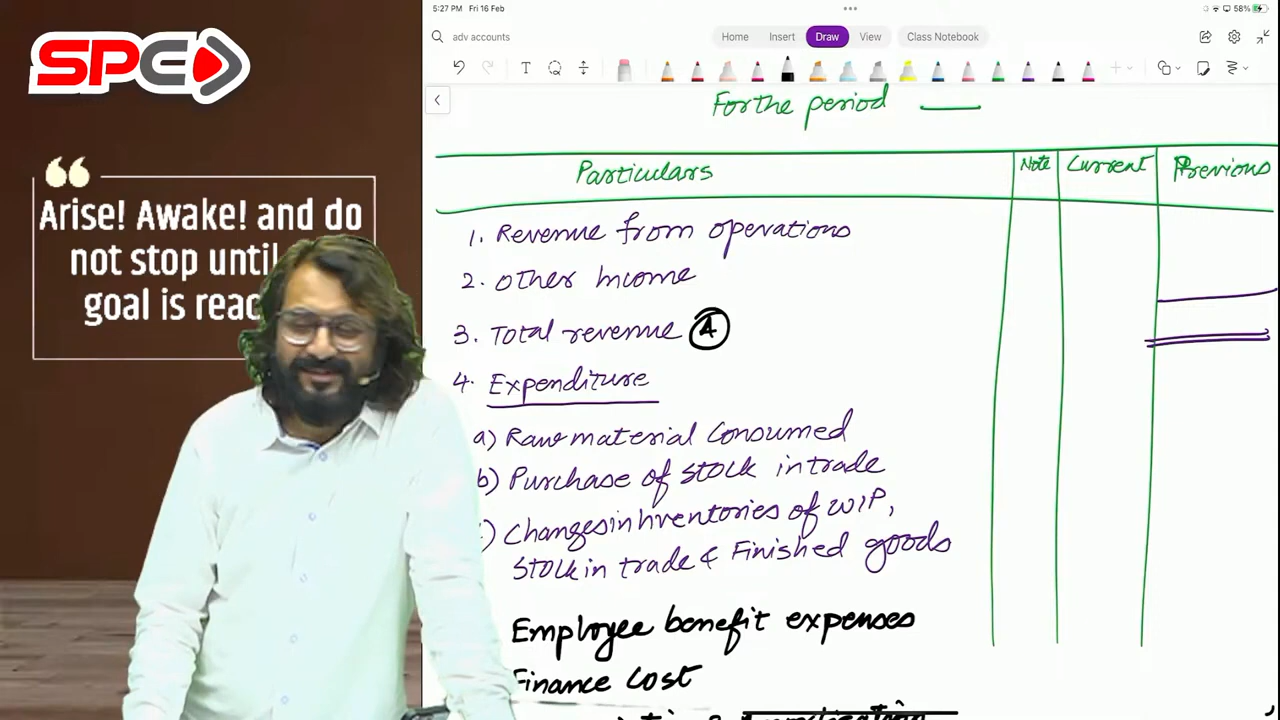 5:27 PM Fri 16 Feb
58%
adv accounts
Home Insert Draw View Class Notebook
SPE
Arise! Awake! and do
not stop until
goal is reac
For the period
Particulars Note Current Previous
1. Revenue from operations
2. Other Income
3. Total revenue A
4. Expenditure
a) Raw material Consumed
b) Purchase of stock in trade
) Changes in Inventories of WIP,
Stock in trade & Finished goods
Employee benefit expenses
Finance Cost